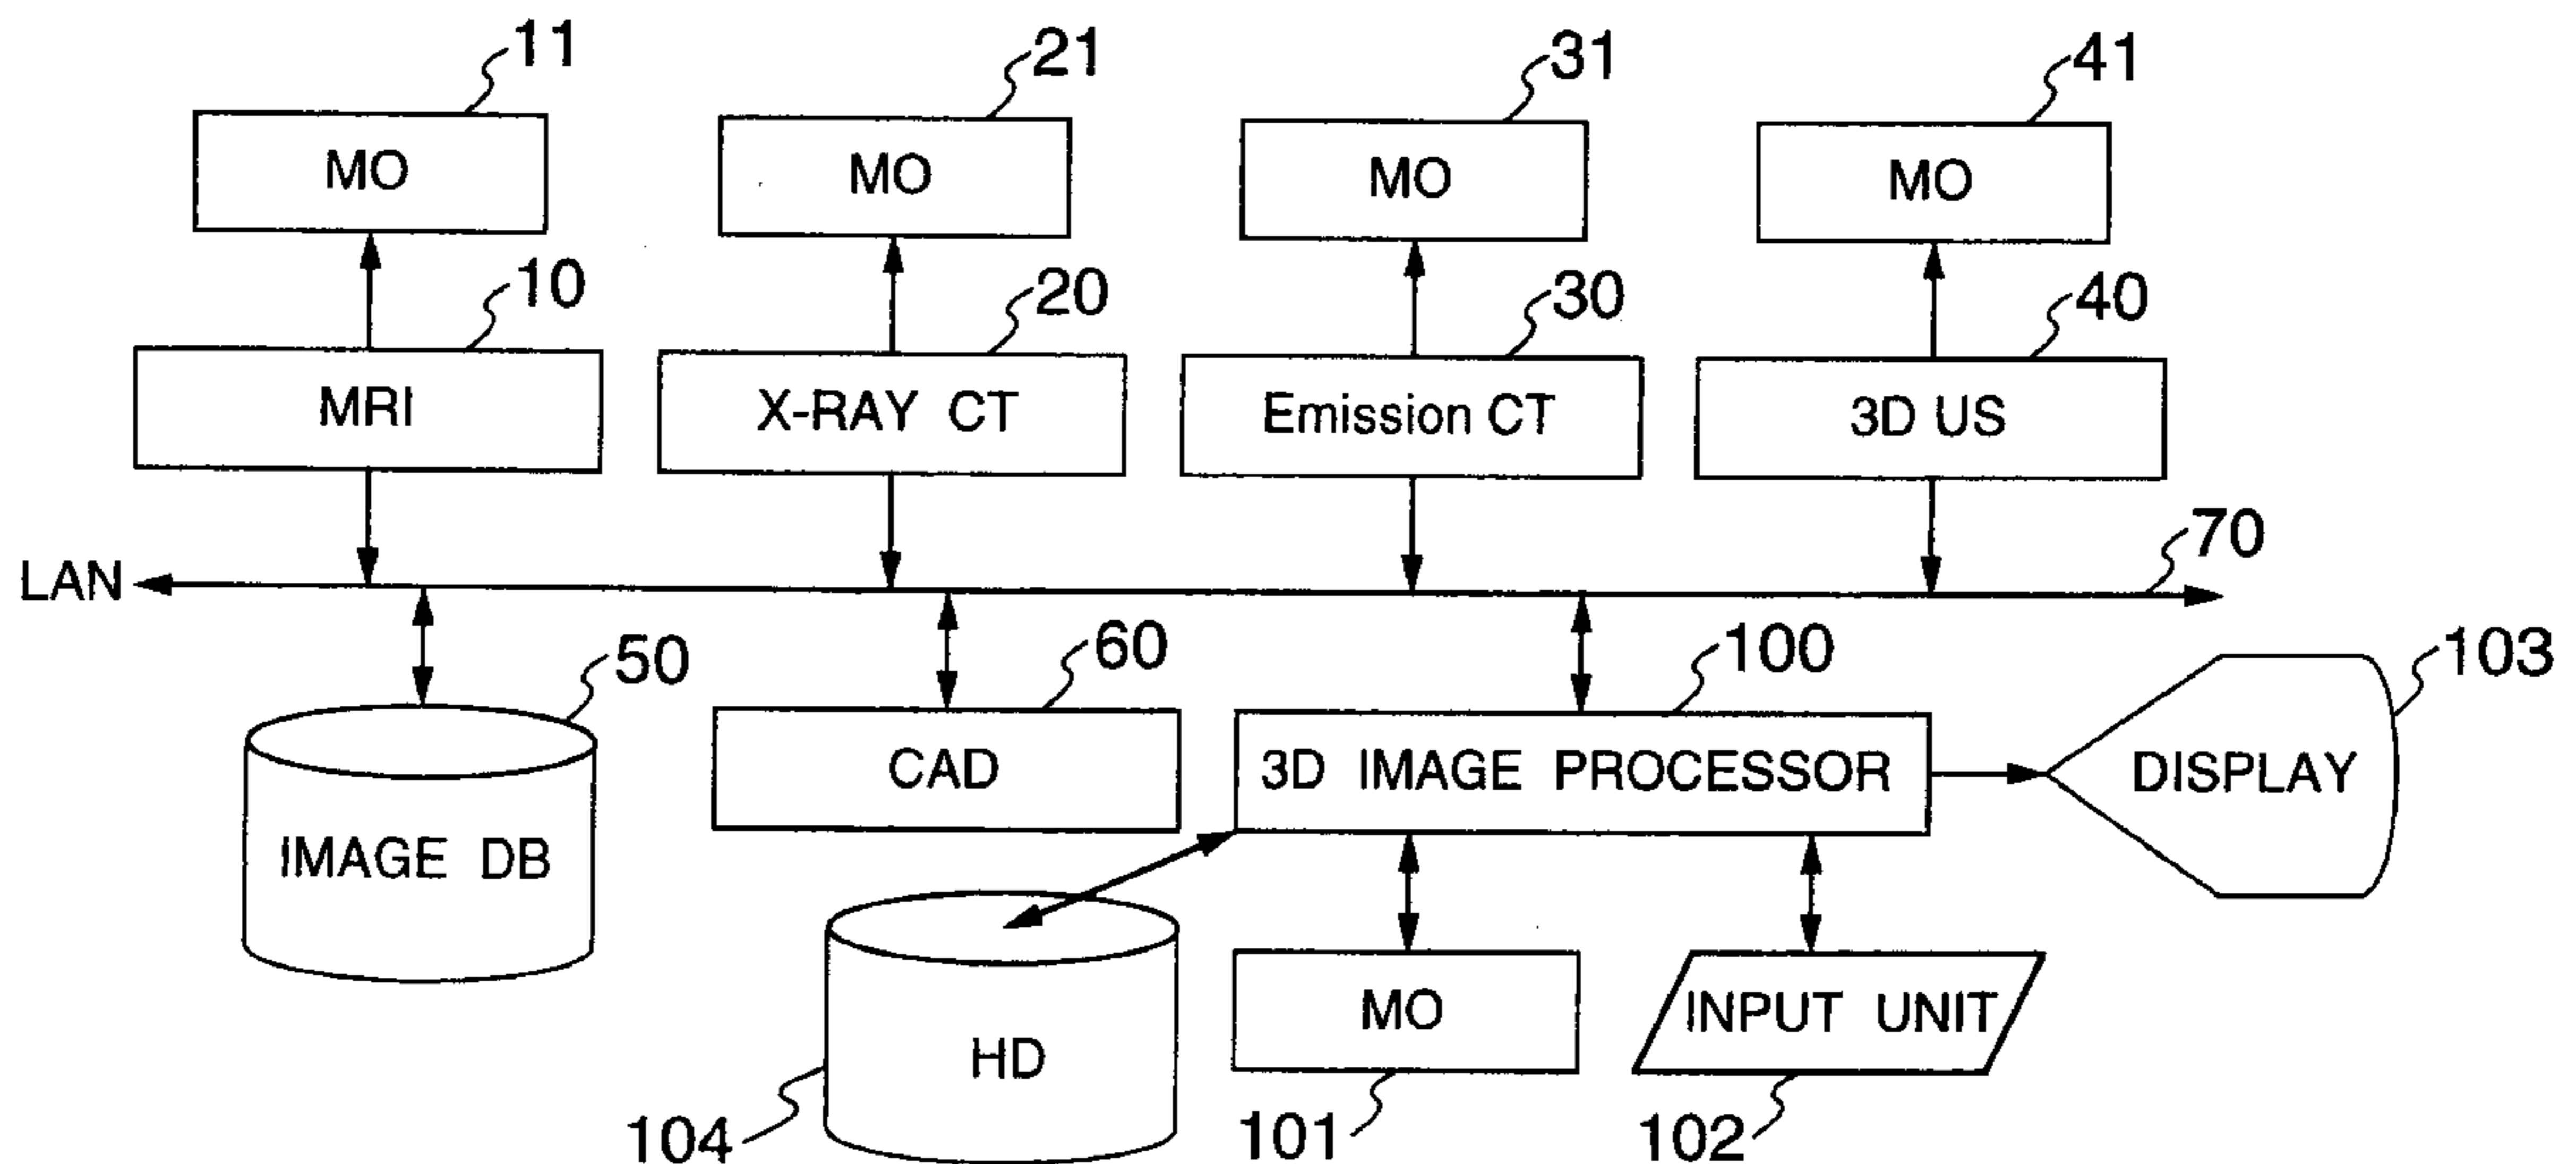 11
21
31
41
MO
MO
MO
MO
10
20
30
40
MRI
X-RAY CT
Emission CT
3D US
70
LAN
50
60
100
103
CAD
3D IMAGE PROCESSOR
DISPLAY
IMAGE DB
MO
INPUT UNIT
HD
104
101
102